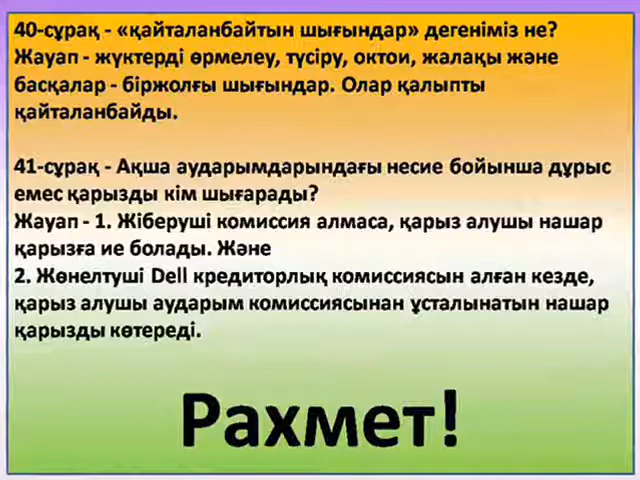 40-сұрақ - «қайталанбайтын шығындар» дегеніміз не?
Жауап - жүктерді өрмелеу, түсіру, октои, жалақы және
басқалар - біржолғы шығындар. Олар қалыпты
қайталанбайды.
41-сұрақ - Ақша аударымдарындағы несие бойынша дұрыс
емес қарызды кім шығарады?
Жауап - 1. Жіберуші комиссия алмаса, қарыз алушы нашар
қарызға ие болады. Және
2. Жөнелтуші Dell кредиторлық комиссиясын алған кезде,
қарыз алушы аударым комиссиясынан ұсталынатын нашар
қарызды көтереді.
Рахмет!